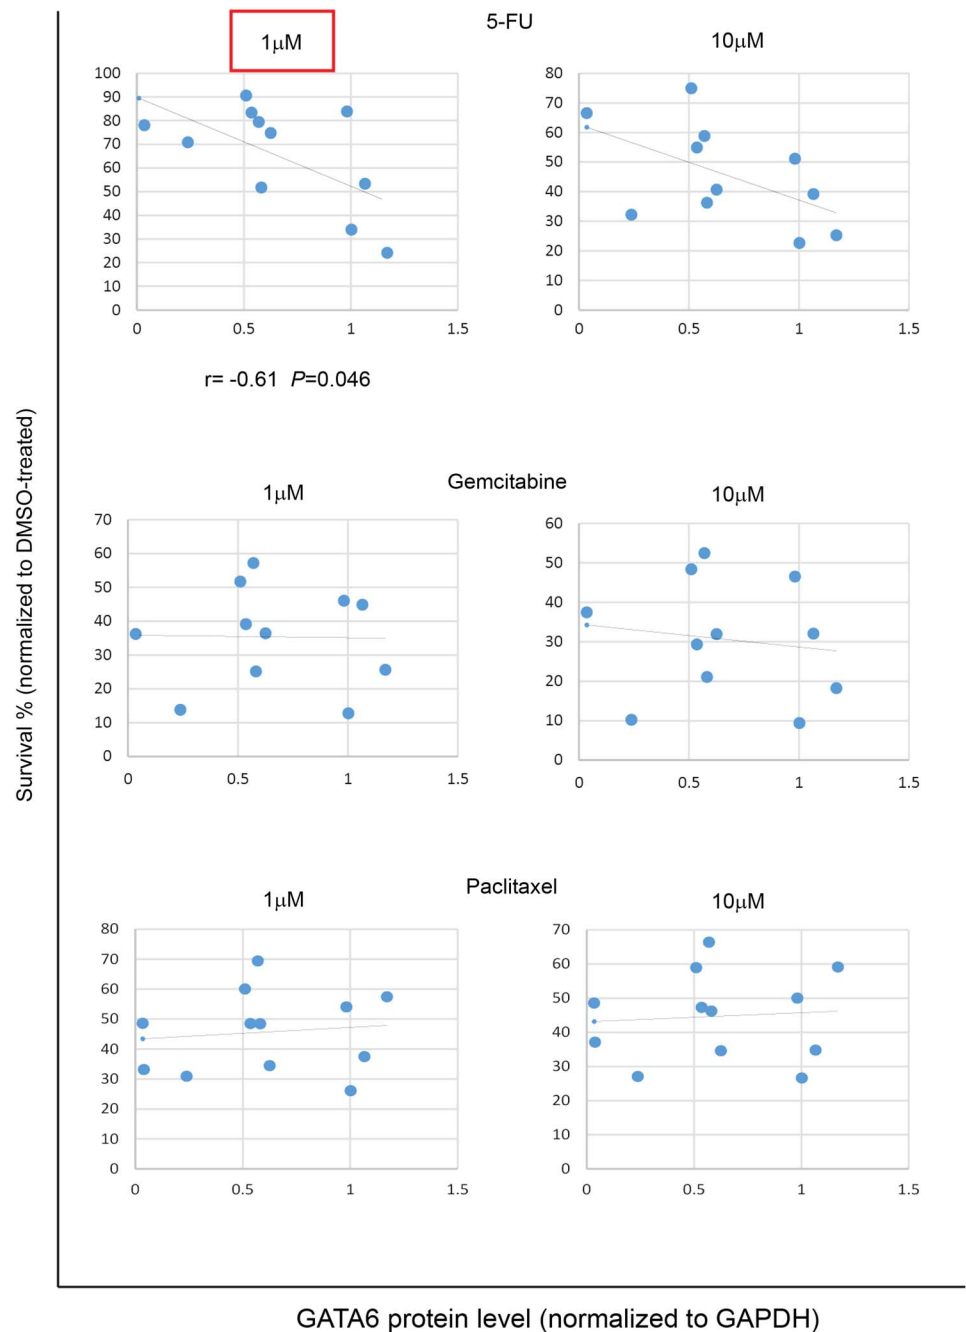 5-FU
1μM
10μM
100
90
80
70
60
50
40
30
20
10
0
0 0.5 1 1.5
80
70
60
50
40
30
20
10
0
0 0.5 1 1.5
r= -0.61 P=0.046
Gemcitabine
1μM
10μM
70
60
50
40
30
20
10
0
0 0.5 1 1.5
60
50
40
30
20
10
0
0 0.5 1 1.5
Paclitaxel
1μM
10μM
80
70
60
50
40
30
20
10
0
0 0.5 1 1.5
70
60
50
40
30
20
10
0
0 0.5 1 1.5
Survival % (normalized to DMSO-treated)
GATA6 protein level (normalized to GAPDH)